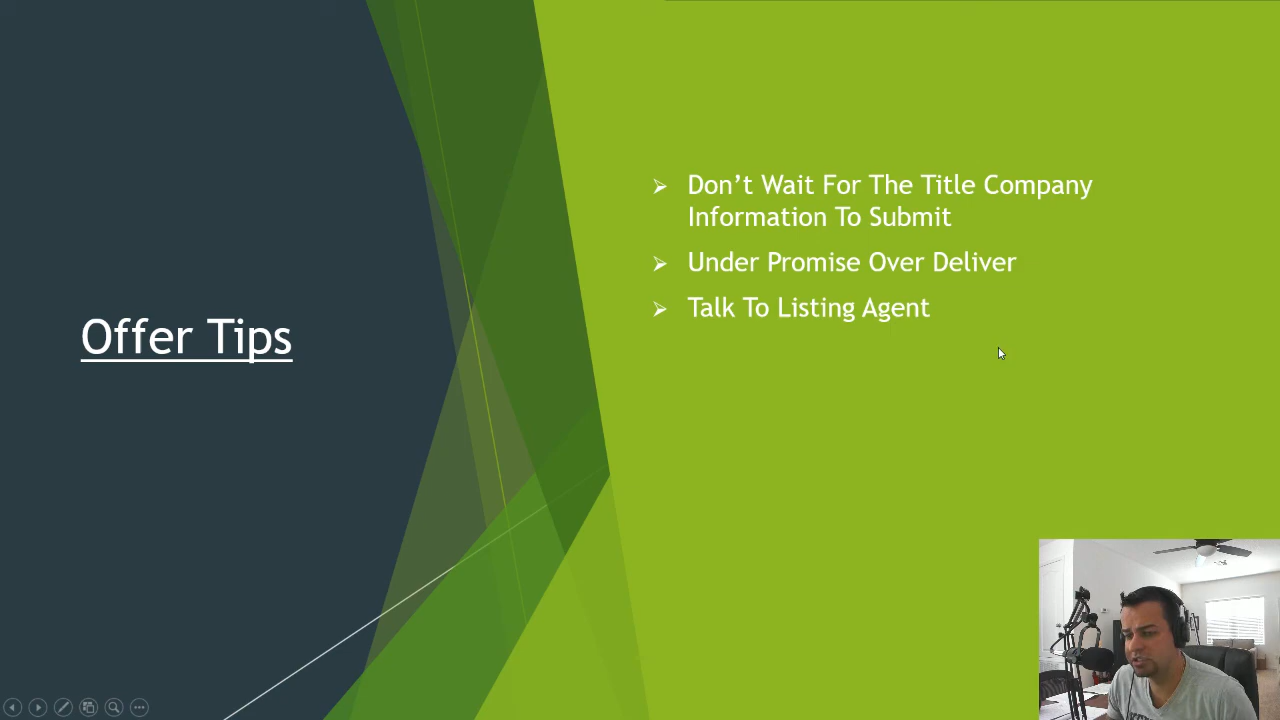 Offer Tips
Don’t Wait For The Title Company
Information To Submit
Under Promise Over Deliver
Talk To Listing Agent